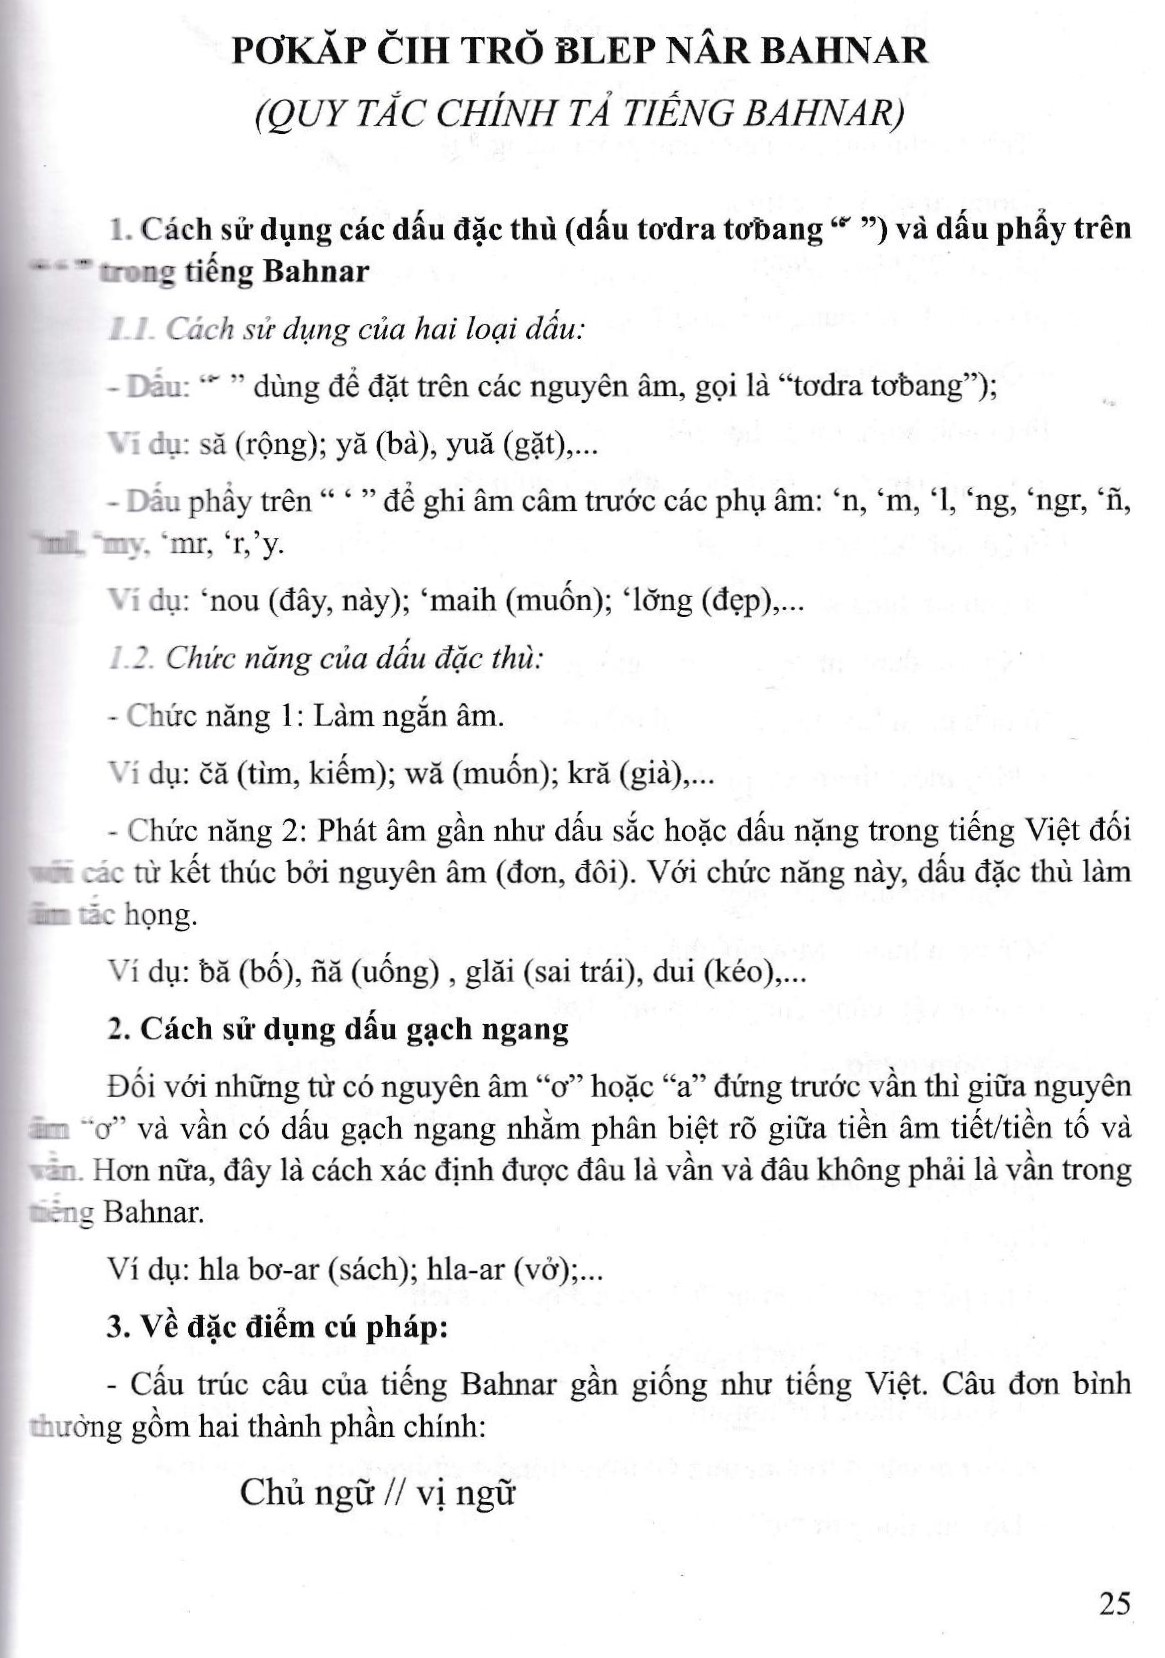 PƠKĂP ČIH TRŎ ƀLEP NÂR BAHNAR
(QUY TẮC CHÍNH TẢ TIẾNG BAHNAR)
1. Cách sử dụng các dấu đặc thù (dấu tơdra tơƀang “˘ ”) và dấu phẩy trên
“ ‘ ” trong tiếng Bahnar
1.1. Cách sử dụng của hai loại dấu:
- Dấu: “˘ ” dùng để đặt trên các nguyên âm, gọi là “tơdra tơƀang”);
Ví dụ: să (rộng); yă (bà), yuă (gặt),...
- Dấu phẩy trên “ ‘ ” để ghi âm câm trước các phụ âm: ‘n, ‘m, ‘l, ‘ng, ‘ngr, ‘ñ,
‘ml, ‘my, ‘mr, ‘r,’y.
Ví dụ: ‘nou (đây, này); ‘maih (muốn); ‘lơ̆ng (đẹp),...
1.2. Chức năng của dấu đặc thù:
- Chức năng 1: Làm ngắn âm.
Ví dụ: čă (tìm, kiếm); wă (muốn); kră (già),...
- Chức năng 2: Phát âm gần như dấu sắc hoặc dấu nặng trong tiếng Việt đối
với các từ kết thúc bởi nguyên âm (đơn, đôi). Với chức năng này, dấu đặc thù làm
âm tắc họng.
Ví dụ: ƀă (bố), ñă (uống) , glăi (sai trái), dui (kéo),...
2. Cách sử dụng dấu gạch ngang
Đối với những từ có nguyên âm “ơ” hoặc “a” đứng trước vần thì giữa nguyên
âm “ơ” và vần có dấu gạch ngang nhằm phân biệt rõ giữa tiền âm tiết/tiền tố và
vần. Hơn nữa, đây là cách xác định được đâu là vần và đâu không phải là vần trong
tiếng Bahnar.
Ví dụ: hla bơ-ar (sách); hla-ar (vở);...
3. Về đặc điểm cú pháp:
- Cấu trúc câu của tiếng Bahnar gần giống như tiếng Việt. Câu đơn bình
thường gồm hai thành phần chính:
Chủ ngữ // vị ngữ
25